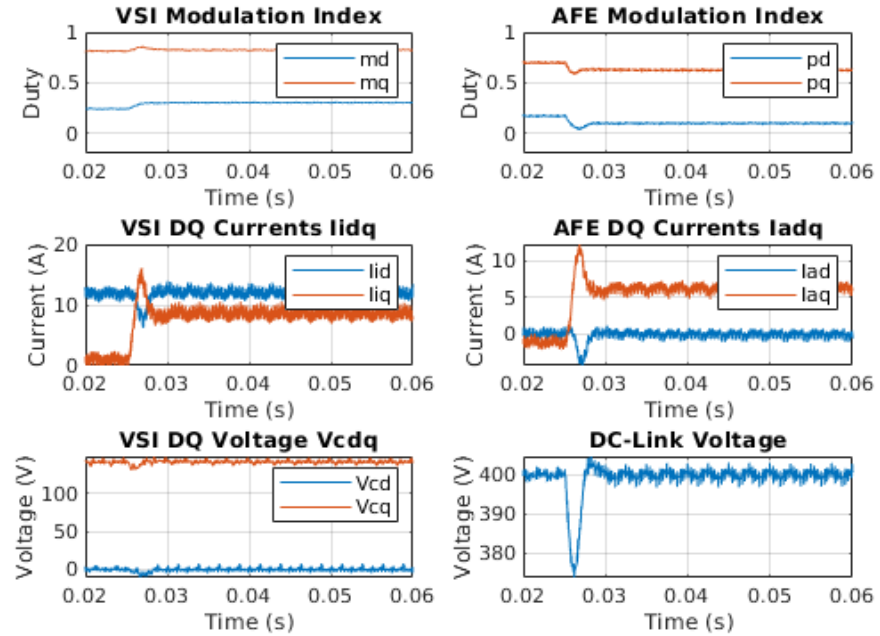 VSI Modulation Index
1
0.5
0
Duty
md
mq
0.02 0.03 0.04 0.05 0.06
Time (s)
AFE Modulation Index
1
0.5
0
Duty
pd
pq
0.02 0.03 0.04 0.05 0.06
Time (s)
VSI DQ Currents Iidq
20
10
0
Current (A)
Iid
Iiq
0.02 0.03 0.04 0.05 0.06
Time (s)
AFE DQ Currents Iadq
10
5
0
Current (A)
Iad
Iaq
0.02 0.03 0.04 0.05 0.06
Time (s)
VSI DQ Voltage Vcdq
100
50
0
Voltage (V)
Vcd
Vcq
0.02 0.03 0.04 0.05 0.06
Time (s)
DC-Link Voltage
400
390
380
Voltage (V)
0.02 0.03 0.04 0.05 0.06
Time (s)